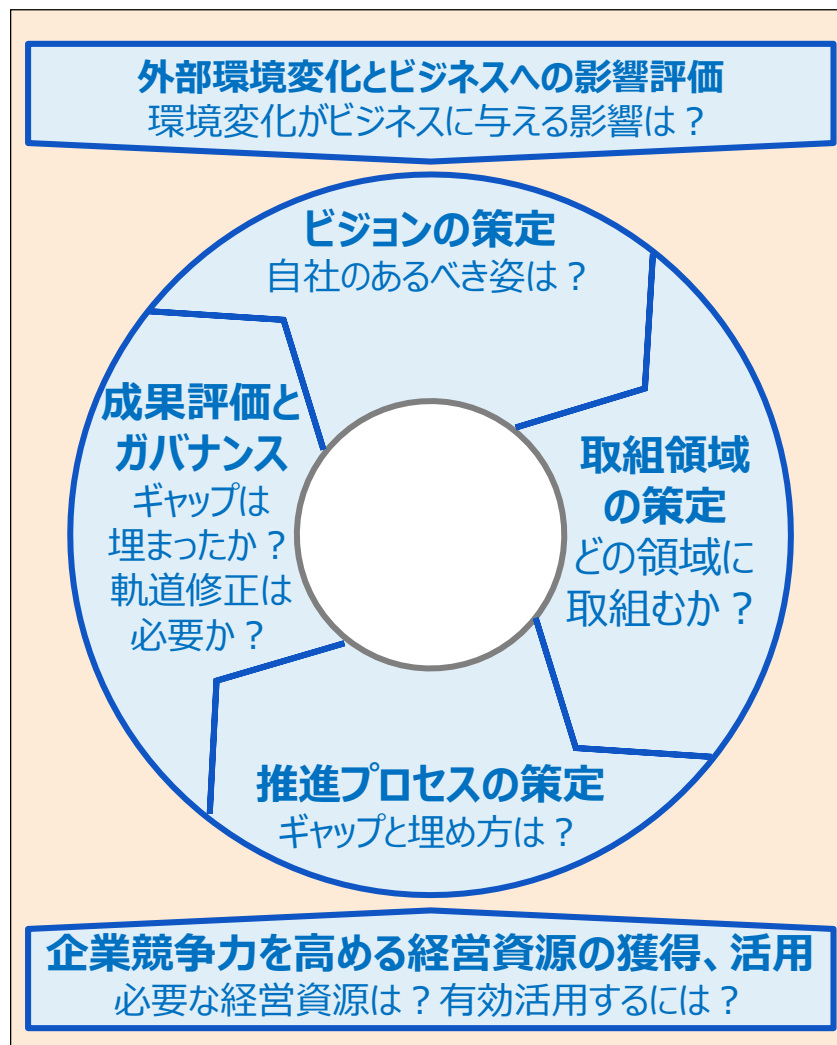 外部環境変化とビジネスへの影響評価
環境変化がビジネスに与える影響は？
ビジョンの策定
自社のあるべき姿は？
取組領域
の策定
どの領域に
取組むか？
推進プロセスの策定
ギャップと埋め方は？
成果評価と
ガバナンス
ギャップは
埋まったか？
軌道修正は
必要か？
企業競争力を高める経営資源の獲得、活用
必要な経営資源は？有効活用するには？